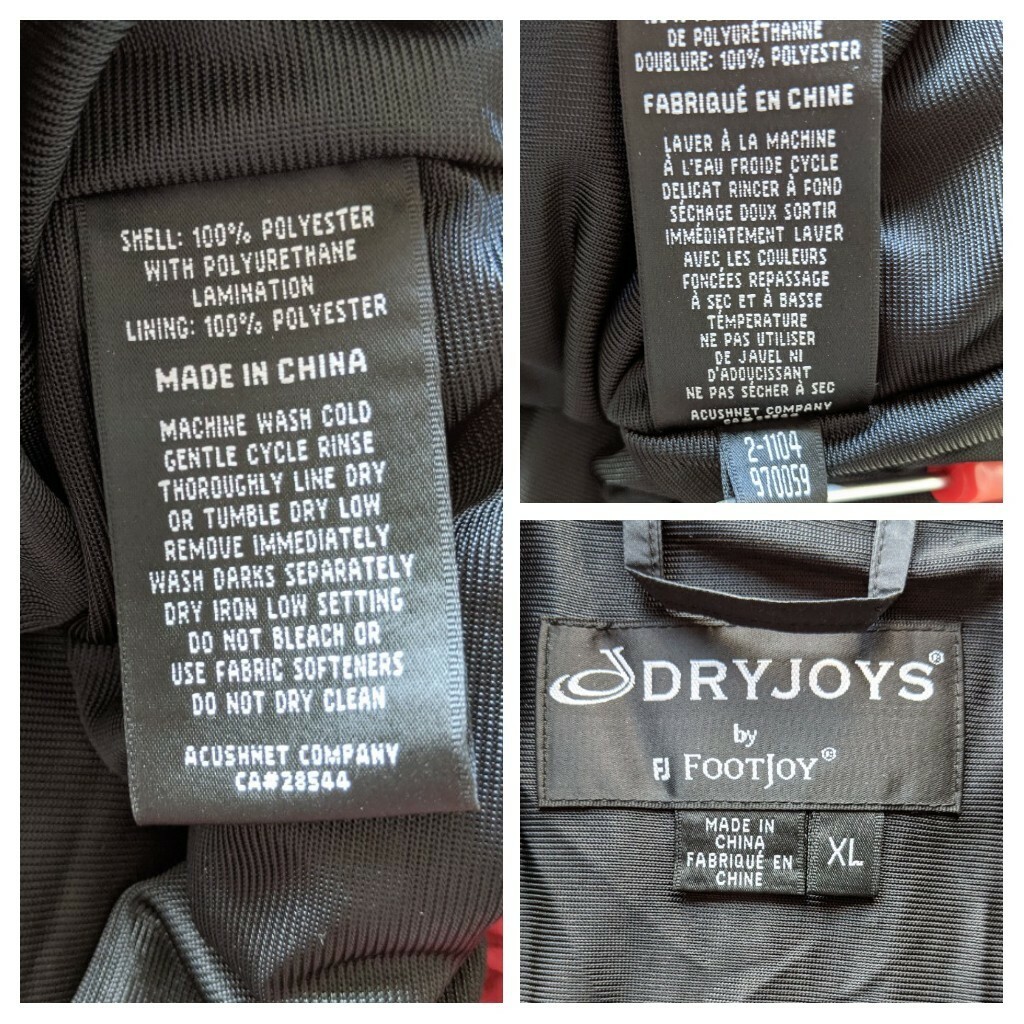 SHELL: 100% POLYESTER
WITH POLYURETHANE
LAMINATION
LINING: 100% POLYESTER
MADE IN CHINA
MACHINE WASH COLD
GENTLE CYCLE RINSE
THOROUGHLY LINE DRY
OR TUMBLE DRY LOW
REMOVE IMMEDIATELY
WASH DARKS SEPARATELY
DRY IRON LOW SETTING
DO NOT BLEACH OR
USE FABRIC SOFTENERS
DO NOT DRY CLEAN
ACUSHNET COMPANY
CA#28544
DE POLYURÉTHANNE
DOUBLURE: 100% POLYESTER
FABRIQUÉ EN CHINE
LAVER À LA MACHINE
À L'EAU FROIDE CYCLE
DÉLICAT RINCER À FOND
SÉCHAGE DOUX SORTIR
IMMÉDIATEMENT LAVER
AVEC LES COULEURS
FONCÉES REPASSAGE
À SEC ET À BASSE
TÉMPERATURE
NE PAS UTILISER
DE JAVEL NI
D'ADOUCISSANT
NE PAS SÉCHER À SEC
ACUSHNET COMPANY
2-1104
970059
DRYJOYS®
by
FJ FOOTJOY®
MADE IN
CHINA
FABRIQUÉ EN
CHINE
XL